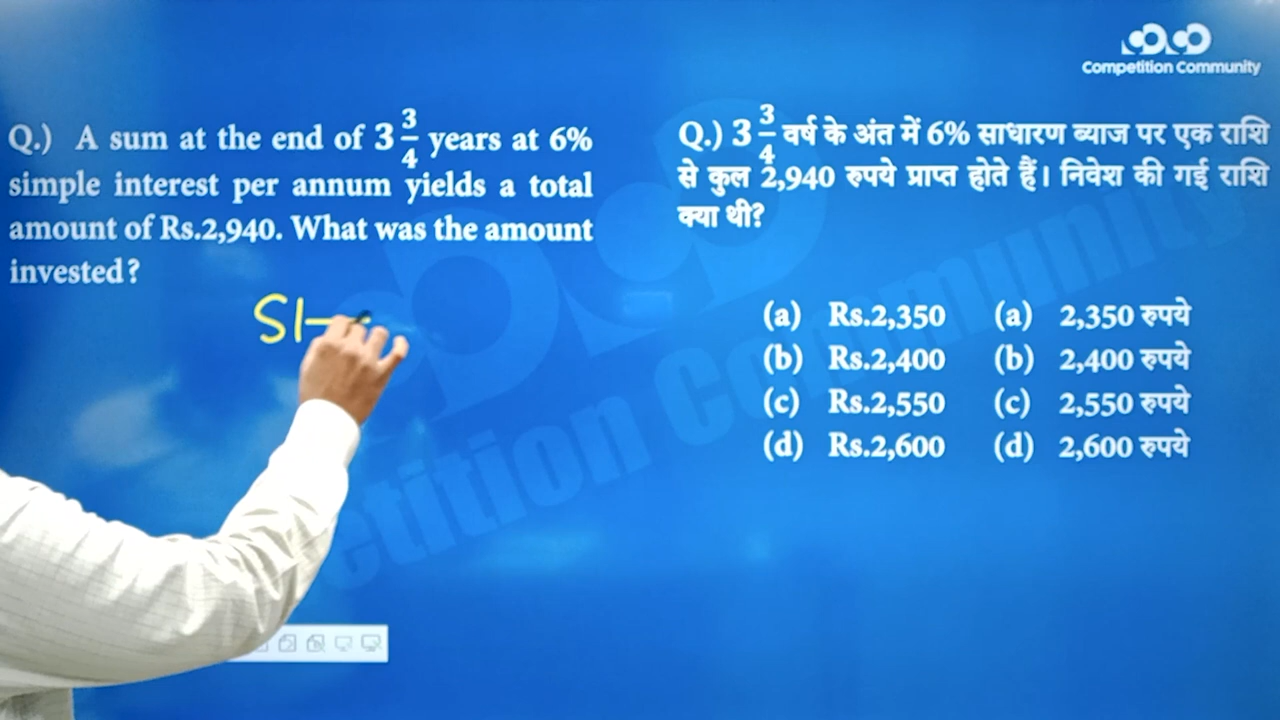 Competition Community
Q.) A sum at the end of 3 3/4 years at 6%
simple interest per annum yields a total
amount of Rs.2,940. What was the amount
invested?
Q.) 3 3/4 वर्ष के अंत में 6% साधारण ब्याज पर एक राशि
से कुल 2,940 रुपये प्राप्त होते हैं। निवेश की गई राशि
क्या थी?
SI
(a) Rs.2,350 (a) 2,350 रुपये
(b) Rs.2,400 (b) 2,400 रुपये
(c) Rs.2,550 (c) 2,550 रुपये
(d) Rs.2,600 (d) 2,600 रुपये
etition Community